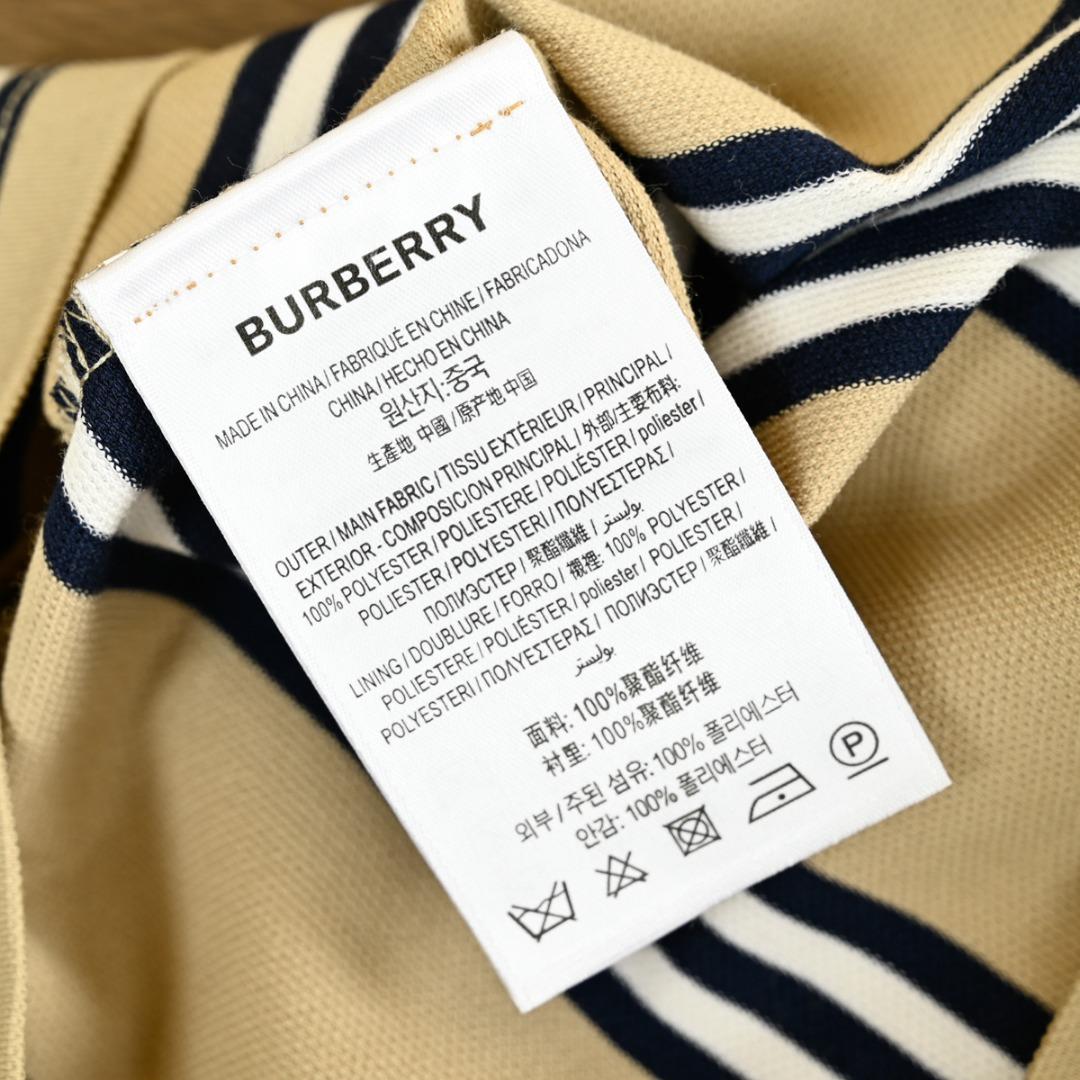 BURBERRY
MADE IN CHINA / FABRIQUÉ EN CHINE / FABRICADONA
CHINA / HECHO EN CHINA
원산지:중국
生產地 中國 / 原产地 中国
OUTER / MAIN FABRIC / TISSU EXTÉRIEUR / PRINCIPAL /
EXTERIOR - COMPOSICION PRINCIPAL / 外部/主要布料:
100% POLYESTER / POLIESTERE / POLIÉSTER / poliester /
POLIESTER / POLYESTERI / ΠΟΛΥΕΣΤΕΡΑΣ /
ПОПИЭСТЕР / 聚酯纖維 / بوليستر
LINING / DOUBLURE / FORRO / 襯裡: 100% POLYESTER /
POLIESTERE / POLIÉSTER / poliester / POLIESTER /
POLYESTERI / ΠΟΛΥΕΣΤΕΡΑΣ / ПОПИЭСТЕР / 聚酯纖維 /
بوليستر
面料: 100%聚酯纤维
衬里: 100%聚酯纤维
외부 / 주된 섬유: 100% 폴리에스터
안감: 100% 폴리에스터
P